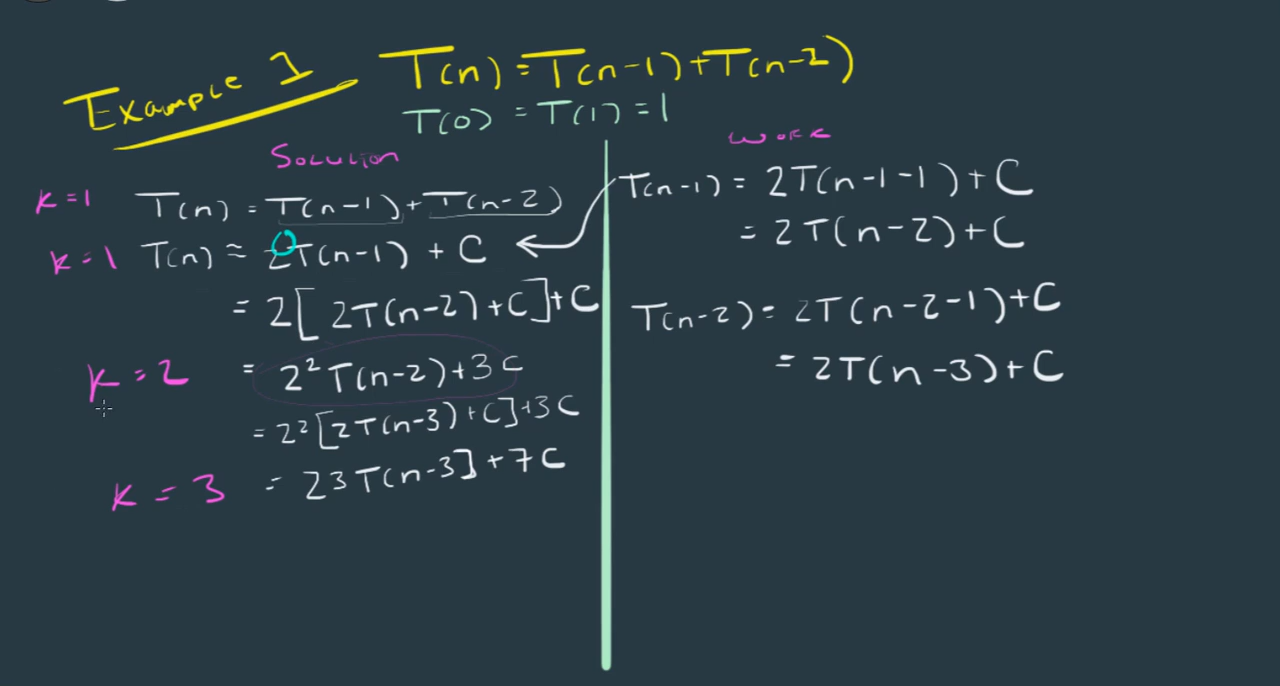 Example 1
T(n) = T(n-1)+T(n-2)
T(0) = T(1) = 1
Solution
K=1 T(n) = T(n-1)+T(n-2)
K=1 T(n) ≈ 2T(n-1) + C
= 2[2T(n-2)+C]+C
K=2 = 2²T(n-2)+3C
= 2²[2T(n-3)+C]+3C
K=3 = 23T(n-3]+7C
Work
T(n-1) = 2T(n-1-1)+C
= 2T(n-2)+C
T(n-2) = 2T(n-2-1)+C
= 2T(n-3)+C